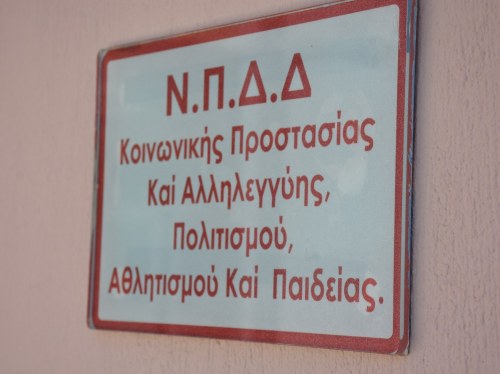 Ν.Π.Δ.Δ
Κοινωνικής Προστασίας
Καί Αλληλεγγύης,
Πολιτισμού,
Αθλητισμού Καί Παιδείας.